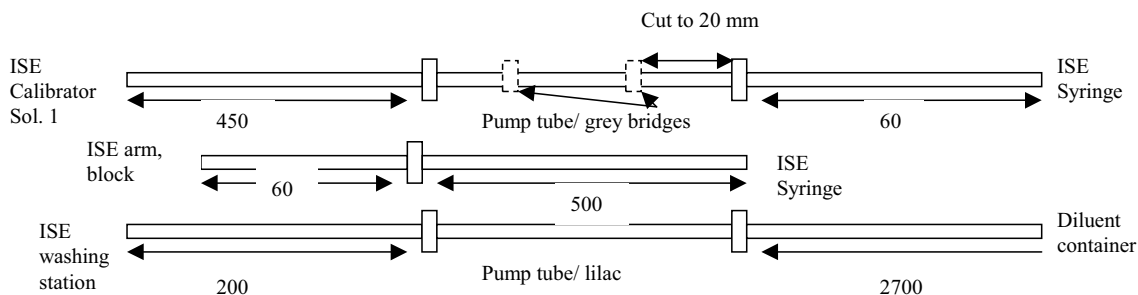 Cut to 20 mm
ISE
Calibrator
Sol. 1
ISE
Syringe
450
Pump tube/ grey bridges
60
ISE arm,
block
60
500
ISE
Syringe
ISE
washing
station
Diluent
container
200
Pump tube/ lilac
2700